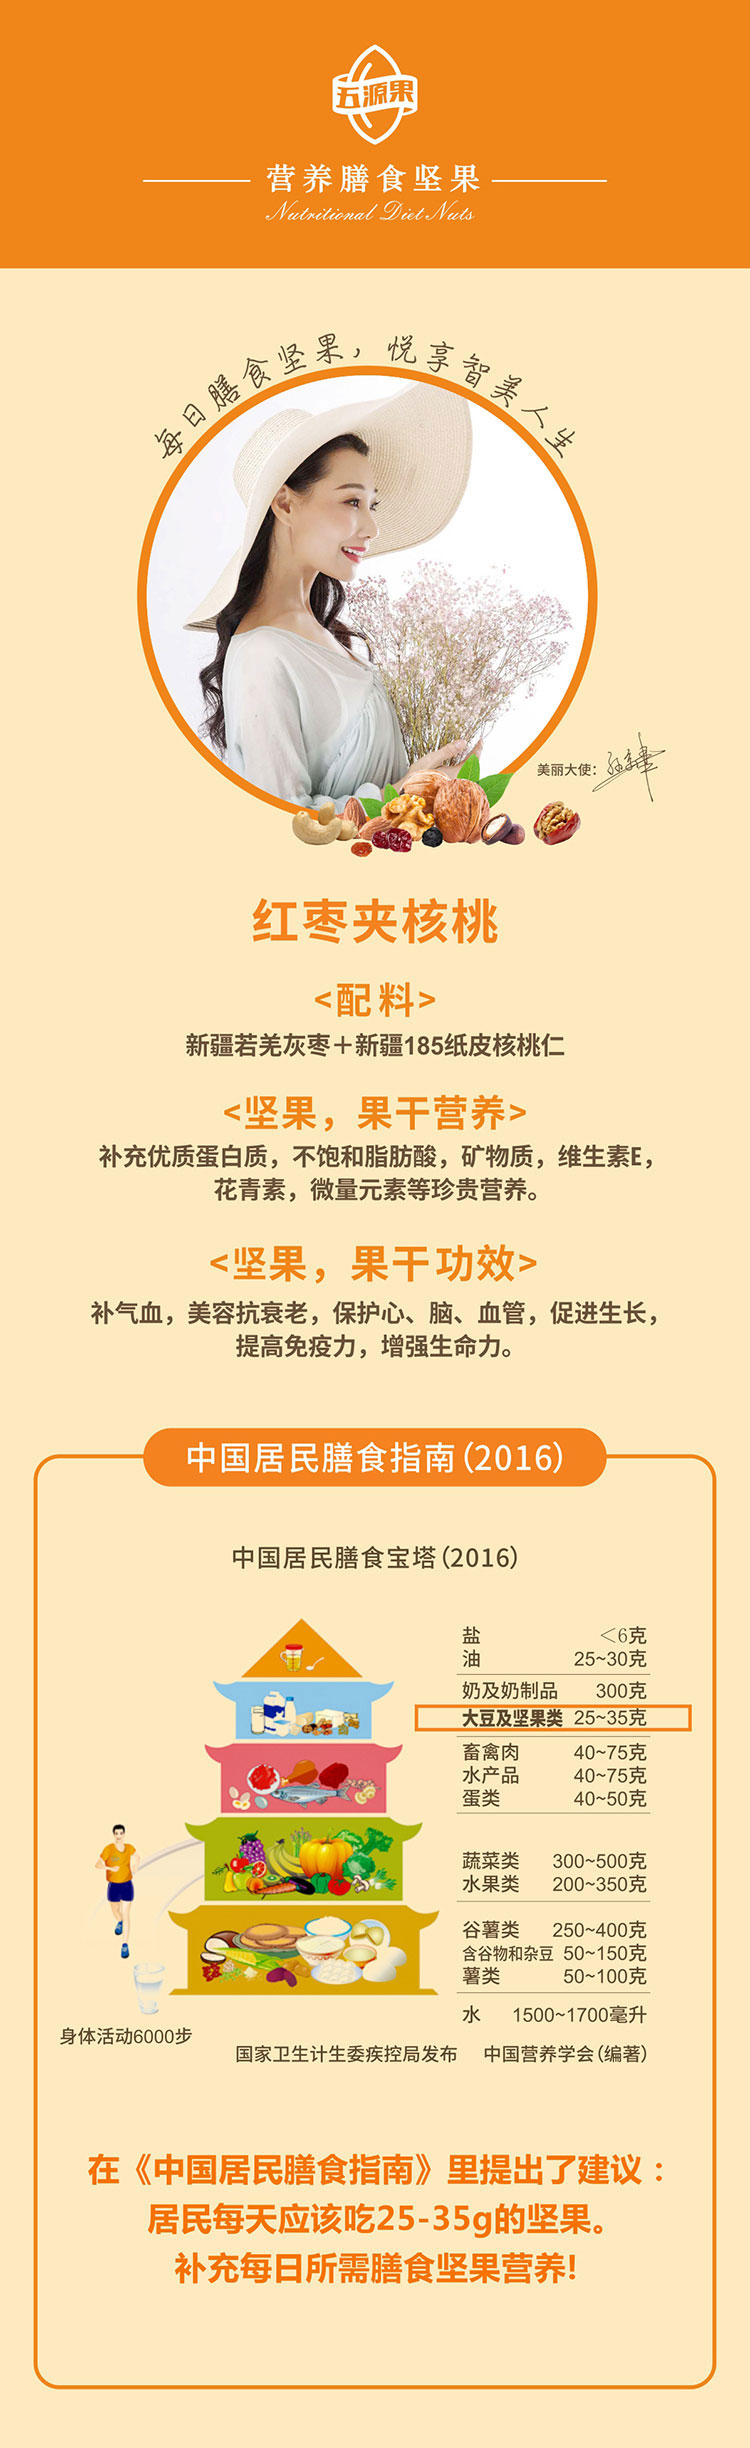 五源果
营养膳食坚果
Nutritional Diet Nuts
每日膳食坚果，悦享智美人生
美丽大使：
红枣夹核桃
<配料>
新疆若羌灰枣＋新疆185纸皮核桃仁
<坚果，果干营养>
补充优质蛋白质，不饱和脂肪酸，矿物质，维生素E，
花青素，微量元素等珍贵营养。
<坚果，果干功效>
补气血，美容抗衰老，保护心、脑、血管，促进生长，
提高免疫力，增强生命力。
中国居民膳食指南(2016)
中国居民膳食宝塔(2016)
盐 <6克
油 25~30克
奶及奶制品 300克
大豆及坚果类 25~35克
畜禽肉 40~75克
水产品 40~75克
蛋类 40~50克
蔬菜类 300~500克
水果类 200~350克
谷薯类 250~400克
含谷物和杂豆 50~150克
薯类 50~100克
水 1500~1700毫升
身体活动6000步
国家卫生计生委疾控局发布 中国营养学会(编著)
在《中国居民膳食指南》里提出了建议：
居民每天应该吃25-35g的坚果。
补充每日所需膳食坚果营养!